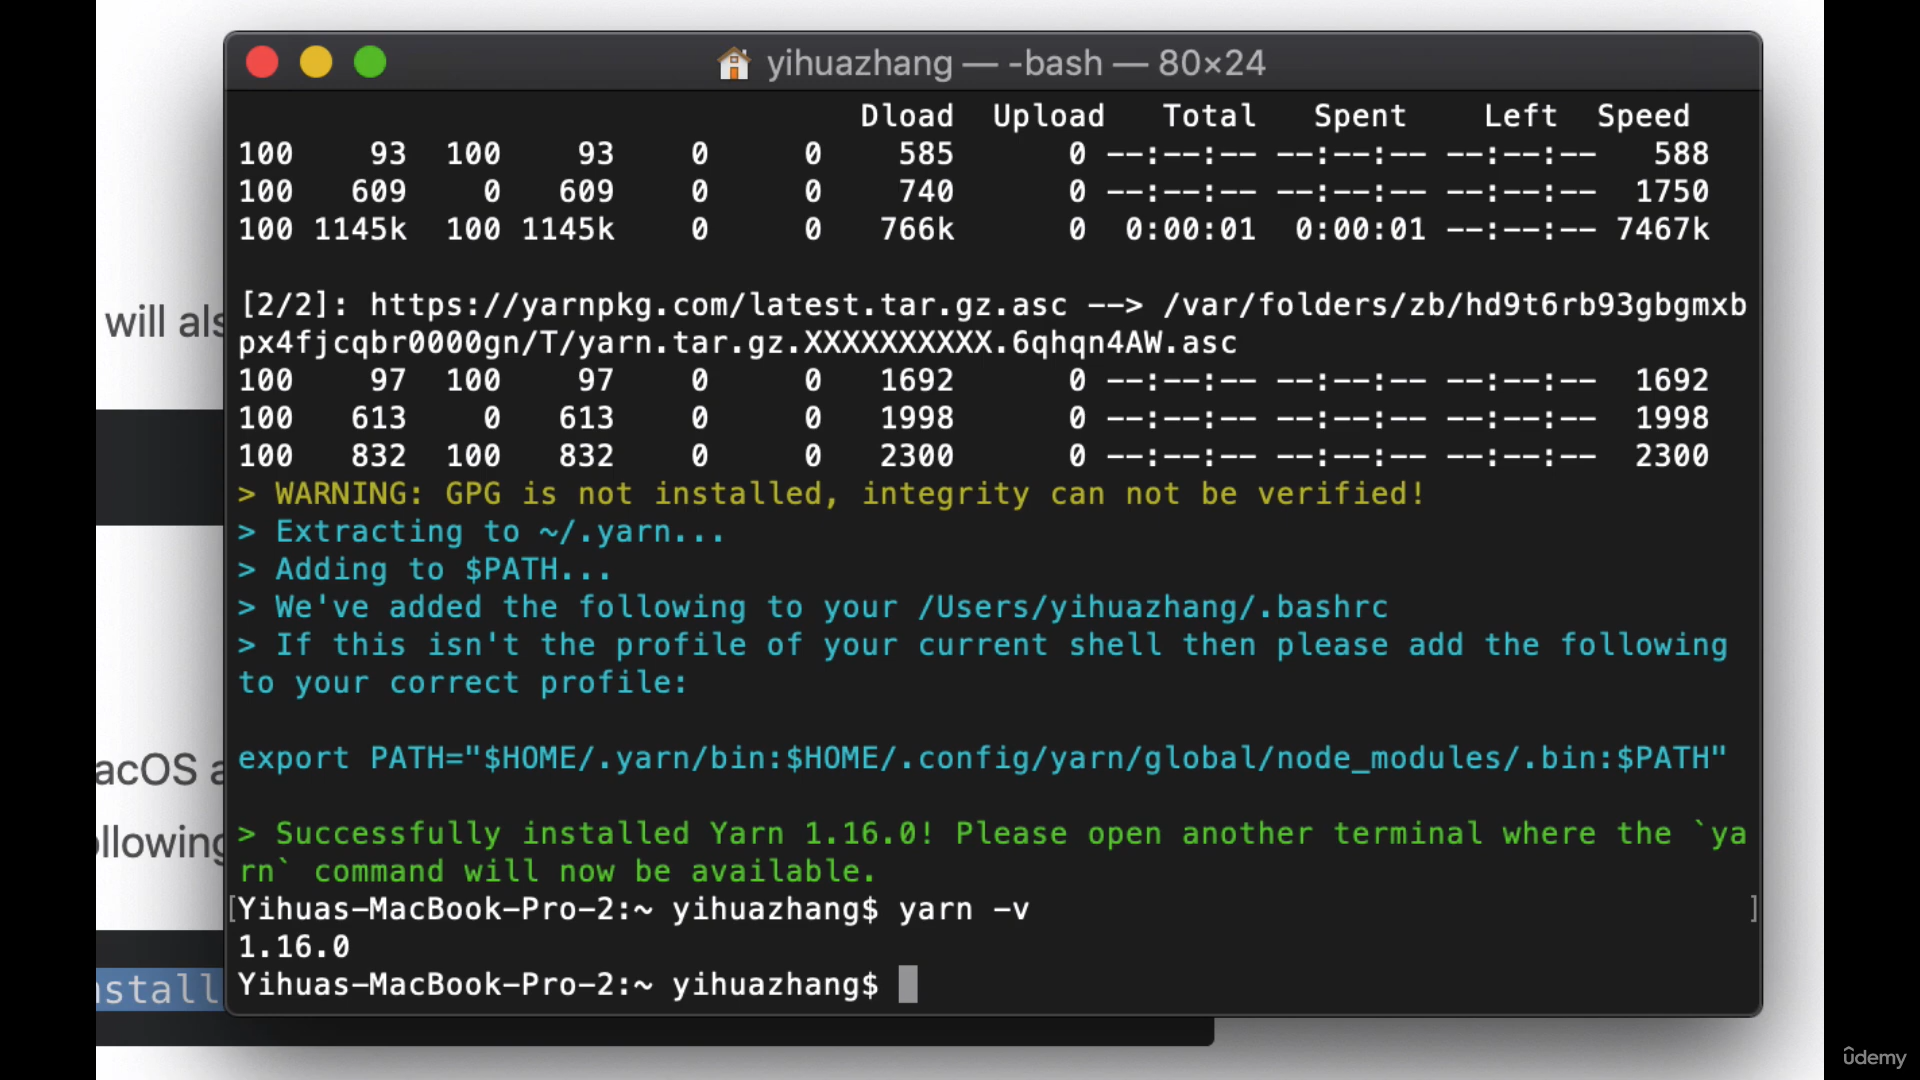 yihuazhang — -bash — 80×24
Dload Upload Total Spent Left Speed
100 93 100 93 0 0 585 0 --:--:-- --:--:-- --:--:-- 588
100 609 0 609 0 0 740 0 --:--:-- --:--:-- --:--:-- 1750
100 1145k 100 1145k 0 0 766k 0 0:00:01 0:00:01 --:--:-- 7467k
[2/2]: https://yarnpkg.com/latest.tar.gz.asc --> /var/folders/zb/hd9t6rb93gbgmxb
px4fjcqbr0000gn/T/yarn.tar.gz.XXXXXXXXXX.6qhqn4AW.asc
100 97 100 97 0 0 1692 0 --:--:-- --:--:-- --:--:-- 1692
100 613 0 613 0 0 1998 0 --:--:-- --:--:-- --:--:-- 1998
100 832 100 832 0 0 2300 0 --:--:-- --:--:-- --:--:-- 2300
> WARNING: GPG is not installed, integrity can not be verified!
> Extracting to ~/.yarn...
> Adding to $PATH...
> We've added the following to your /Users/yihuazhang/.bashrc
> If this isn't the profile of your current shell then please add the following
to your correct profile:
export PATH="$HOME/.yarn/bin:$HOME/.config/yarn/global/node_modules/.bin:$PATH"
> Successfully installed Yarn 1.16.0! Please open another terminal where the `ya
rn` command will now be available.
[Yihuas-MacBook-Pro-2:~ yihuazhang$ yarn -v ]
1.16.0
Yihuas-MacBook-Pro-2:~ yihuazhang$
will als
acOS a
ollowing
nstall
ûdemy